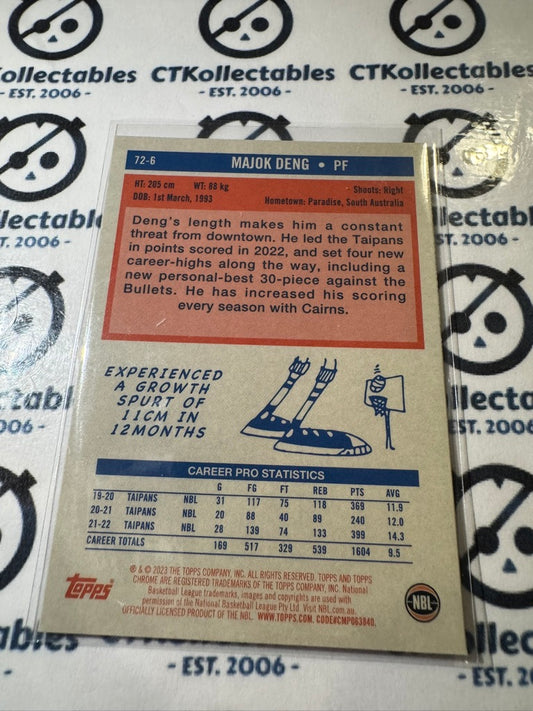 CTKollectables
- EST. 2006 -
CTKollectables
- EST. 2006 -
CTKollectables
- EST. 2006 -
72-6 MAJOK DENG • PF
HT: 205 cm WT: 88 kg Shoots: Right
DOB: 1st March, 1993 Hometown: Paradise, South Australia
Deng's length makes him a constant
threat from downtown. He led the Taipans
in points scored in 2022, and set four new
career-highs along the way, including a
new personal-best 30-piece against the
Bullets. He has increased his scoring
every season with Cairns.
EXPERIENCED
A GROWTH
SPURT OF
11CM IN
12MONTHS
CAREER PRO STATISTICS
G FG FT REB PTS AVG
19-20 TAIPANS NBL 31 117 75 118 369 11.9
20-21 TAIPANS NBL 20 88 40 89 240 12.0
21-22 TAIPANS NBL 28 139 74 133 399 14.3
CAREER TOTALS 169 517 329 539 1604 9.5
® & © 2023 THE TOPPS COMPANY, INC. ALL RIGHTS RESERVED. TOPPS AND TOPPS
CHROME ARE REGISTERED TRADEMARKS OF THE TOPPS COMPANY, INC. National
Basketball League trademarks, images and copyrights are used with
permission of the National Basketball League Pty Ltd. Visit NBL.com.au.
OFFICIALLY LICENSED PRODUCT OF THE NBL. WWW.TOPPS.COM. CODE#CMP063840.
Topps
NBL
- EST. 2006 -
- EST. 2006 -